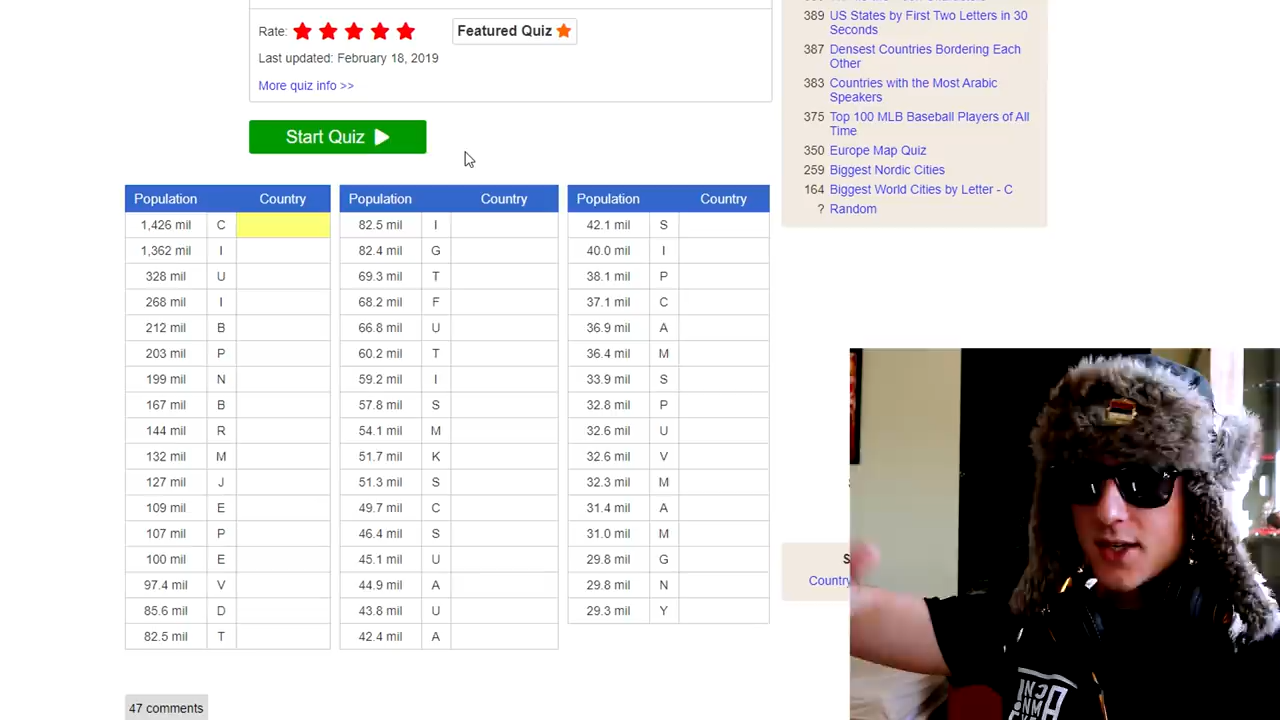 Rate: Featured Quiz
Last updated: February 18, 2019
More quiz info >>
Start Quiz
Population Country
1,426 mil C
1,362 mil I
328 mil U
268 mil I
212 mil B
203 mil P
199 mil N
167 mil B
144 mil R
132 mil M
127 mil J
109 mil E
107 mil P
100 mil E
97.4 mil V
85.6 mil D
82.5 mil T
Population Country
82.5 mil I
82.4 mil G
69.3 mil T
68.2 mil F
66.8 mil U
60.2 mil T
59.2 mil I
57.8 mil S
54.1 mil M
51.7 mil K
51.3 mil S
49.7 mil C
46.4 mil S
45.1 mil U
44.9 mil A
43.8 mil U
42.4 mil A
Population Country
42.1 mil S
40.0 mil I
38.1 mil P
37.1 mil C
36.9 mil A
36.4 mil M
33.9 mil S
32.8 mil P
32.6 mil U
32.6 mil V
32.3 mil M
31.4 mil A
31.0 mil M
29.8 mil G
29.8 mil N
29.3 mil Y
47 comments
389 US States by First Two Letters in 30
Seconds
387 Densest Countries Bordering Each
Other
383 Countries with the Most Arabic
Speakers
375 Top 100 MLB Baseball Players of All
Time
350 Europe Map Quiz
259 Biggest Nordic Cities
164 Biggest World Cities by Letter - C
? Random
S
Country